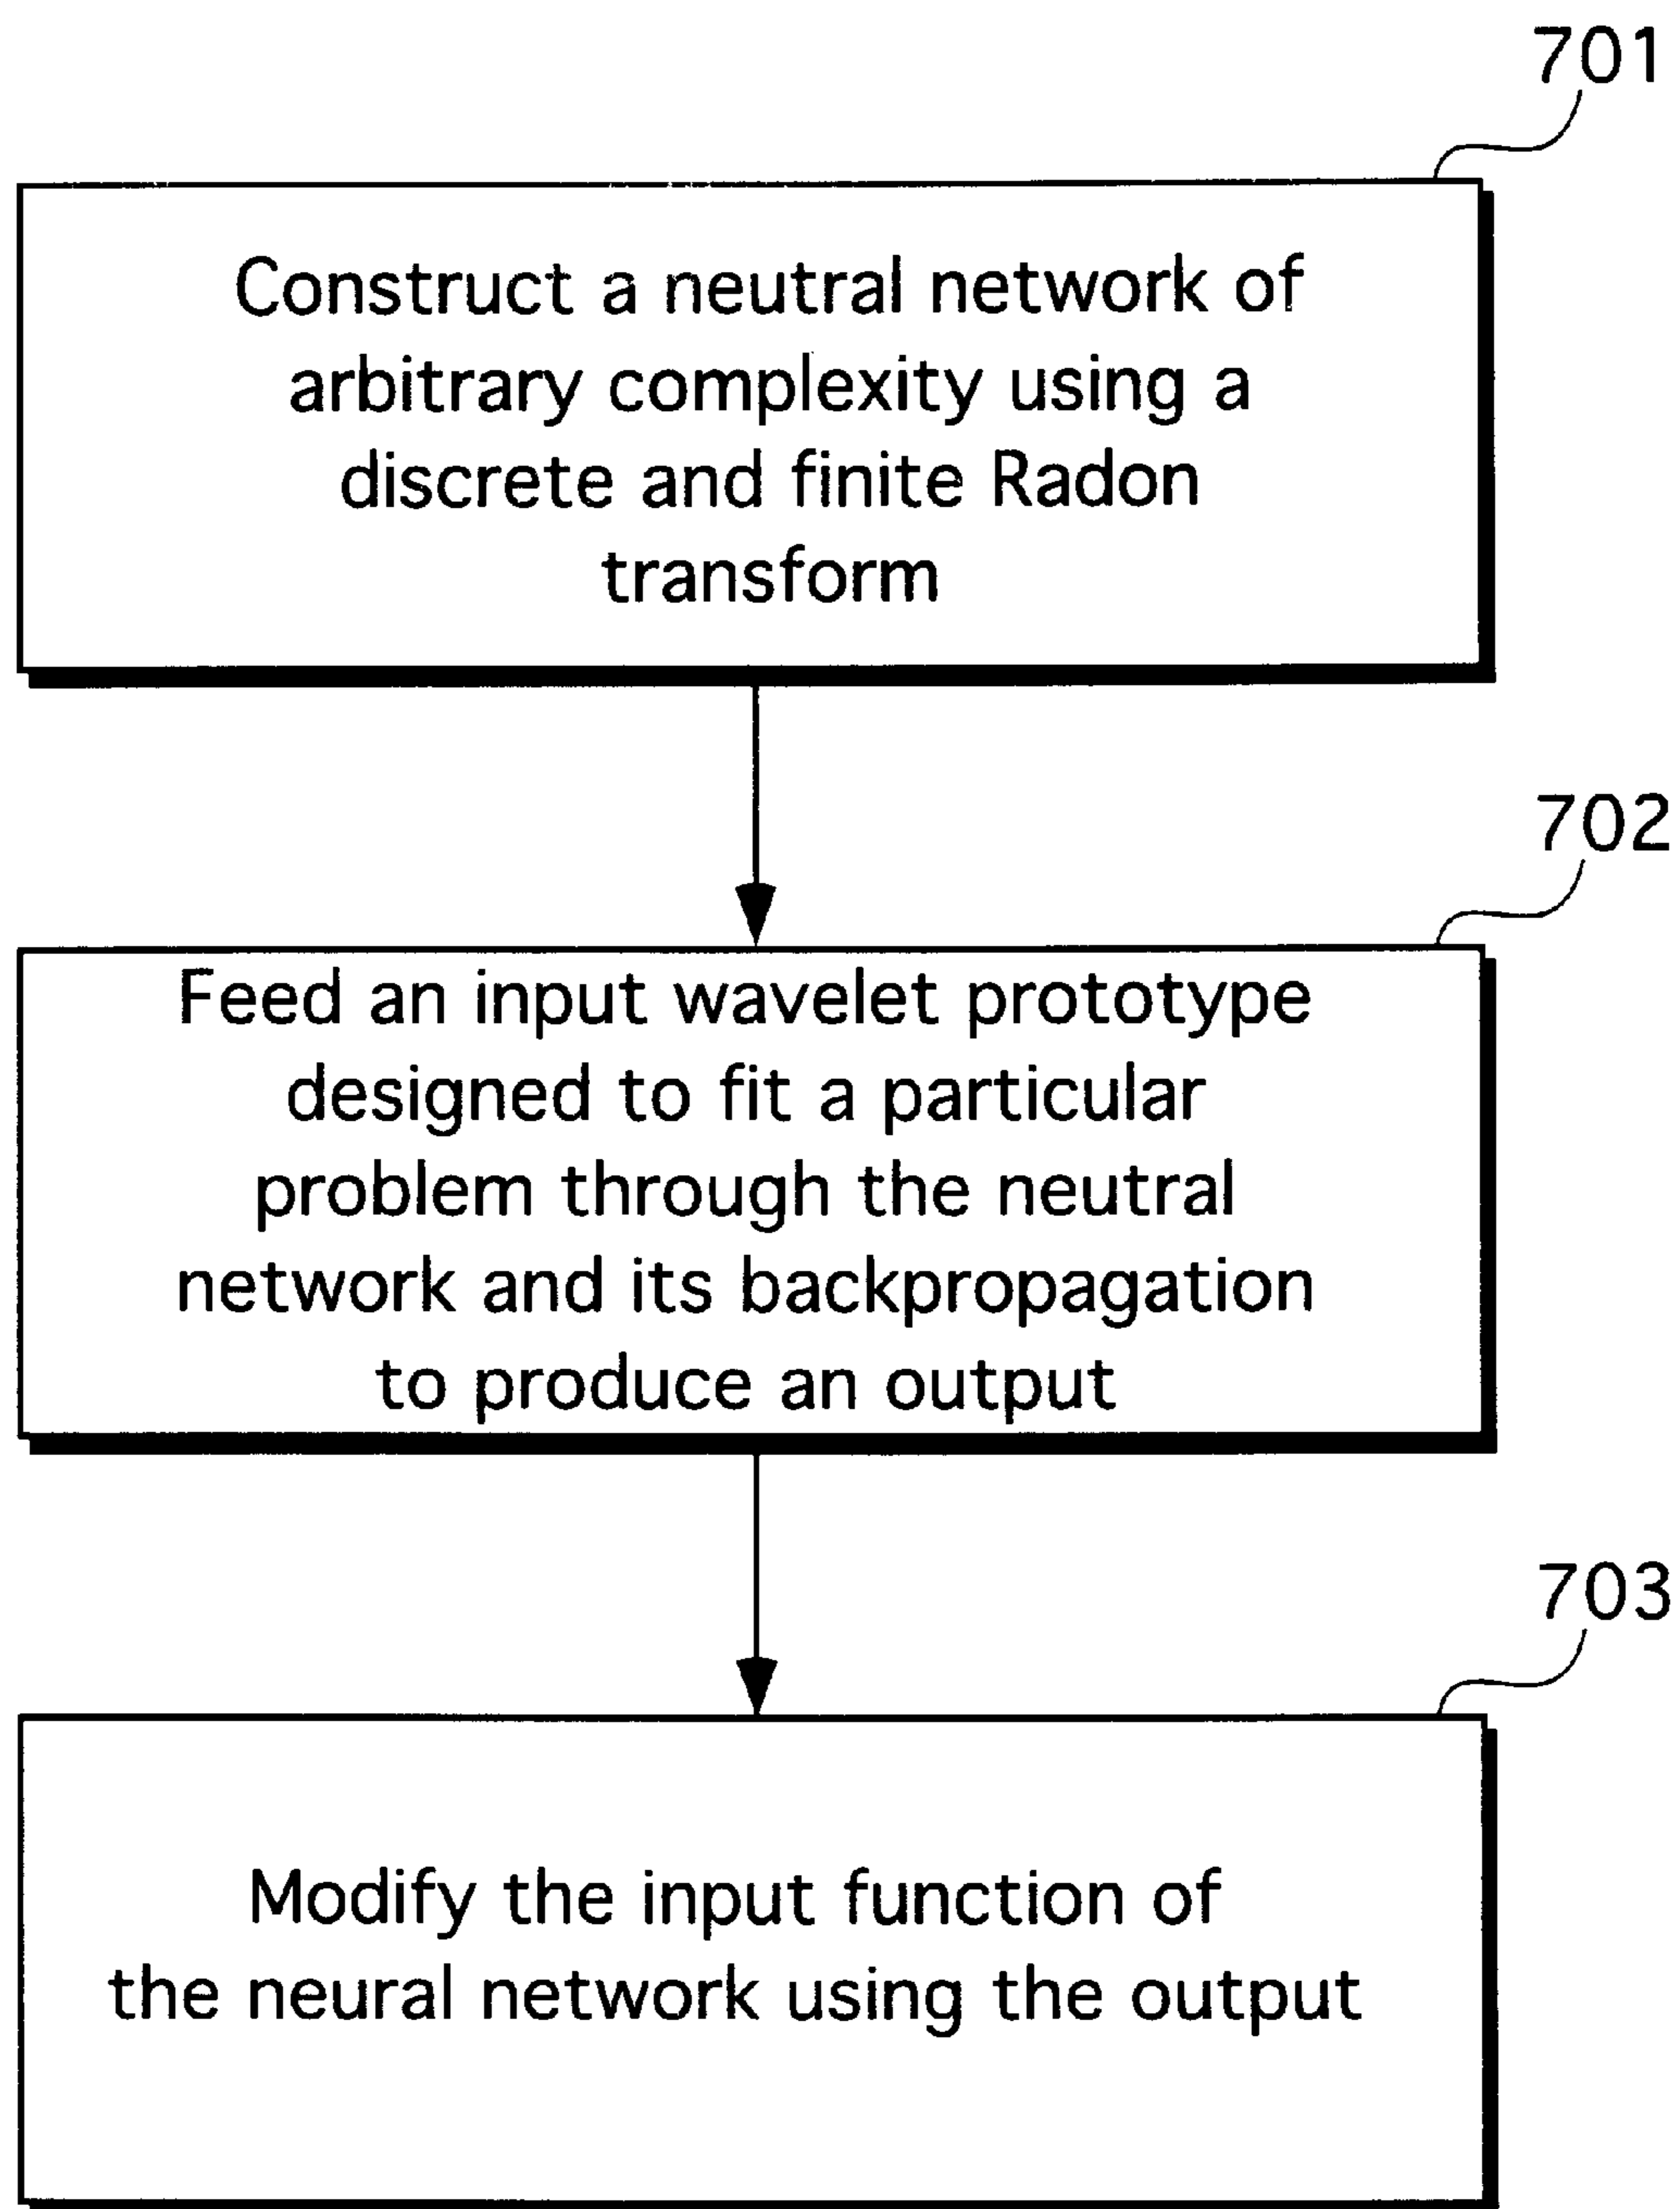 701
Construct a neutral network of
arbitrary complexity using a
discrete and finite Radon
transform
702
Feed an input wavelet prototype
designed to fit a particular
problem through the neutral
network and its backpropagation
to produce an output
703
Modify the input function of
the neural network using the output